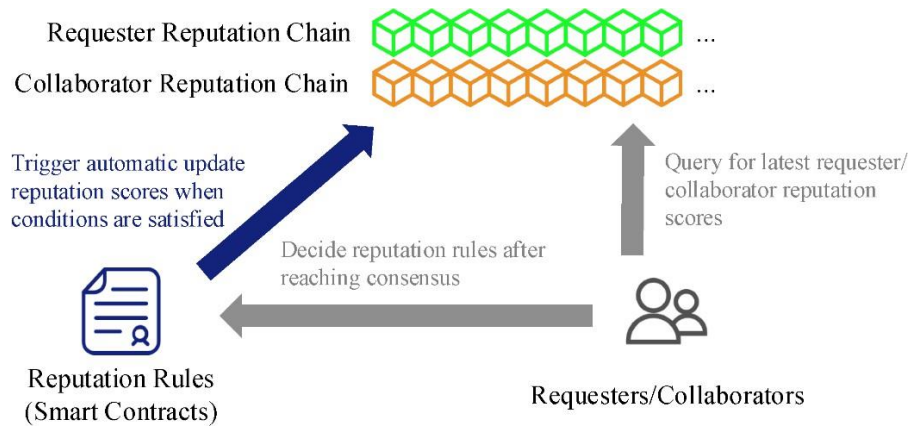 Requester Reputation Chain ...
Collaborator Reputation Chain ...
Trigger automatic update
reputation scores when
conditions are satisfied
Query for latest requester/
collaborator reputation
scores
Decide reputation rules after
reaching consensus
Reputation Rules
(Smart Contracts)
Requesters/Collaborators